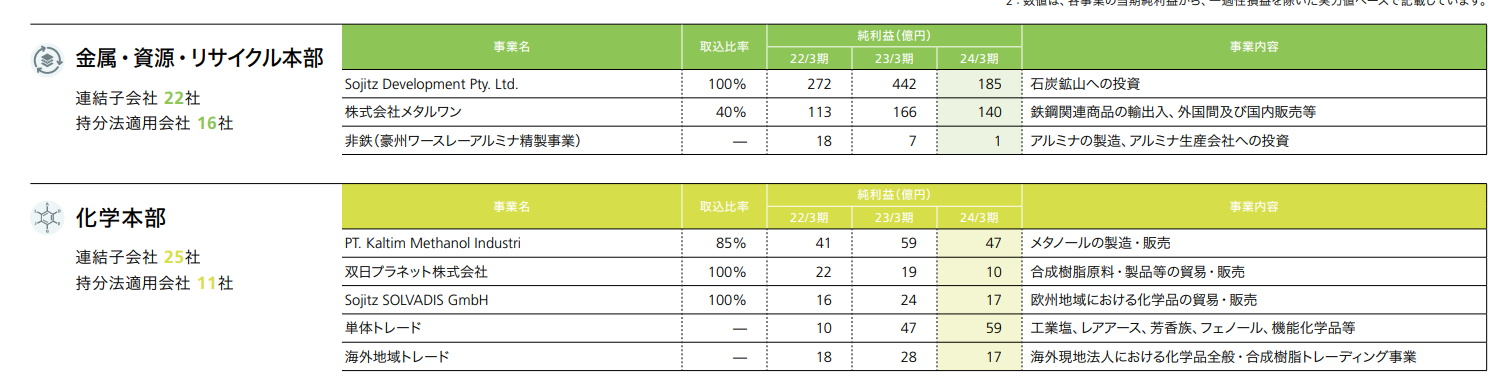 2：数値は、各事業の当期純利益から、一過性損益を除いた実力値ベースで記載しています。
金属・資源・リサイクル本部
連結子会社 22社
持分法適用会社 16社
事業名 取込比率 純利益（億円） 事業内容
22/3期 23/3期 24/3期
Sojitz Development Pty. Ltd. 100% 272 442 185 石炭鉱山への投資
株式会社メタルワン 40% 113 166 140 鉄鋼関連商品の輸出入、外国間及び国内販売等
非鉄（豪州ワースレーアルミナ精製事業） — 18 7 1 アルミナの製造、アルミナ生産会社への投資
化学本部
連結子会社 25社
持分法適用会社 11社
事業名 取込比率 純利益（億円） 事業内容
22/3期 23/3期 24/3期
PT. Kaltim Methanol Industri 85% 41 59 47 メタノールの製造・販売
双日プラネット株式会社 100% 22 19 10 合成樹脂原料・製品等の貿易・販売
Sojitz SOLVADIS GmbH 100% 16 24 17 欧州地域における化学品の貿易・販売
単体トレード — 10 47 59 工業塩、レアアース、芳香族、フェノール、機能化学品等
海外地域トレード — 18 28 17 海外現地法人における化学品全般・合成樹脂トレーディング事業